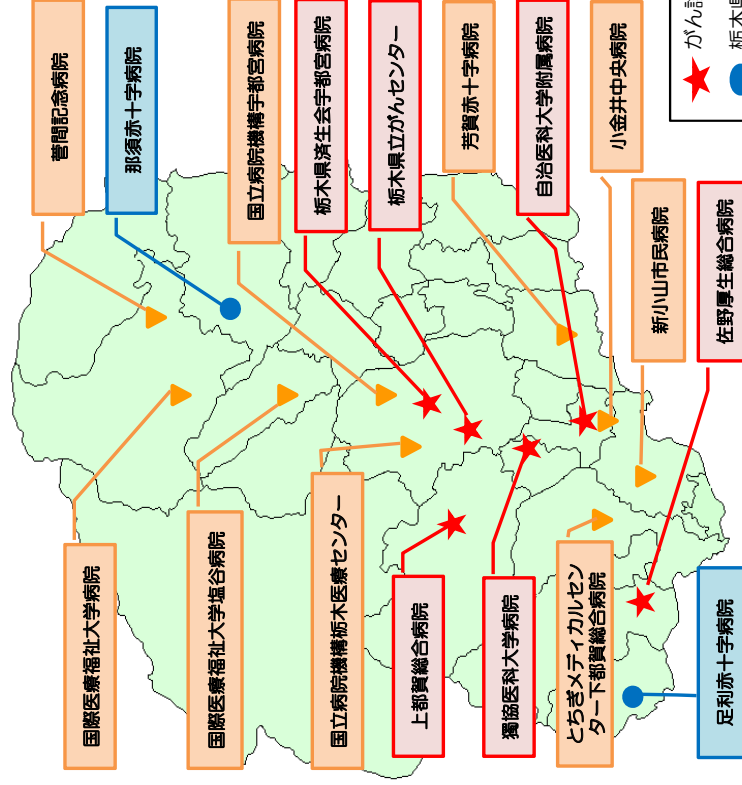 菅間記念病院
那須赤十字病院
国立病院機構宇都宮病院
栃木県済生会宇都宮病院
栃木県立がんセンター
芳賀赤十字病院
自治医科大学附属病院
小金井中央病院
新小山市民病院
佐野厚生総合病院
国際医療福祉大学病院
国際医療福祉大学塩谷病院
国立病院機構栃木医療センター
上都賀総合病院
獨協医科大学病院
とちぎメディカルセン
ター下都賀総合病院
足利赤十字病院
がん
栃木県